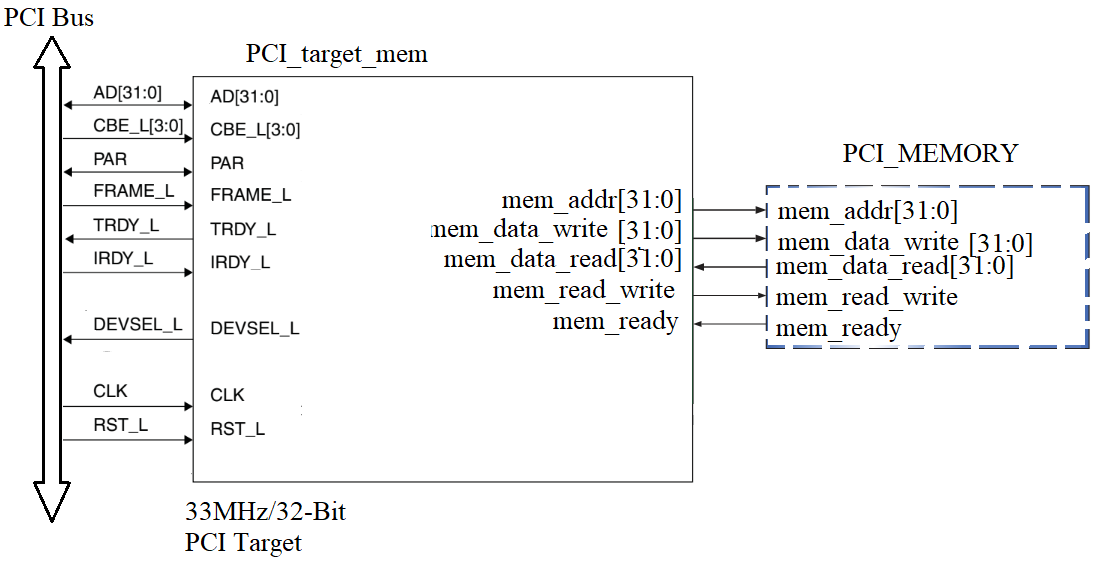 PCI Bus
PCI_target_mem
AD[31:0] AD[31:0]
CBE_L[3:0] CBE_L[3:0]
PAR PAR
FRAME_L FRAME_L
TRDY_L TRDY_L
IRDY_L IRDY_L
DEVSEL_L DEVSEL_L
CLK CLK
RST_L RST_L
mem_addr[31:0]
mem_data_write [31:0]
mem_data_read[31:0]
mem_read_write
mem_ready
PCI_MEMORY
mem_addr[31:0]
mem_data_write [31:0]
mem_data_read[31:0]
mem_read_write
mem_ready
33MHz/32-Bit
PCI Target